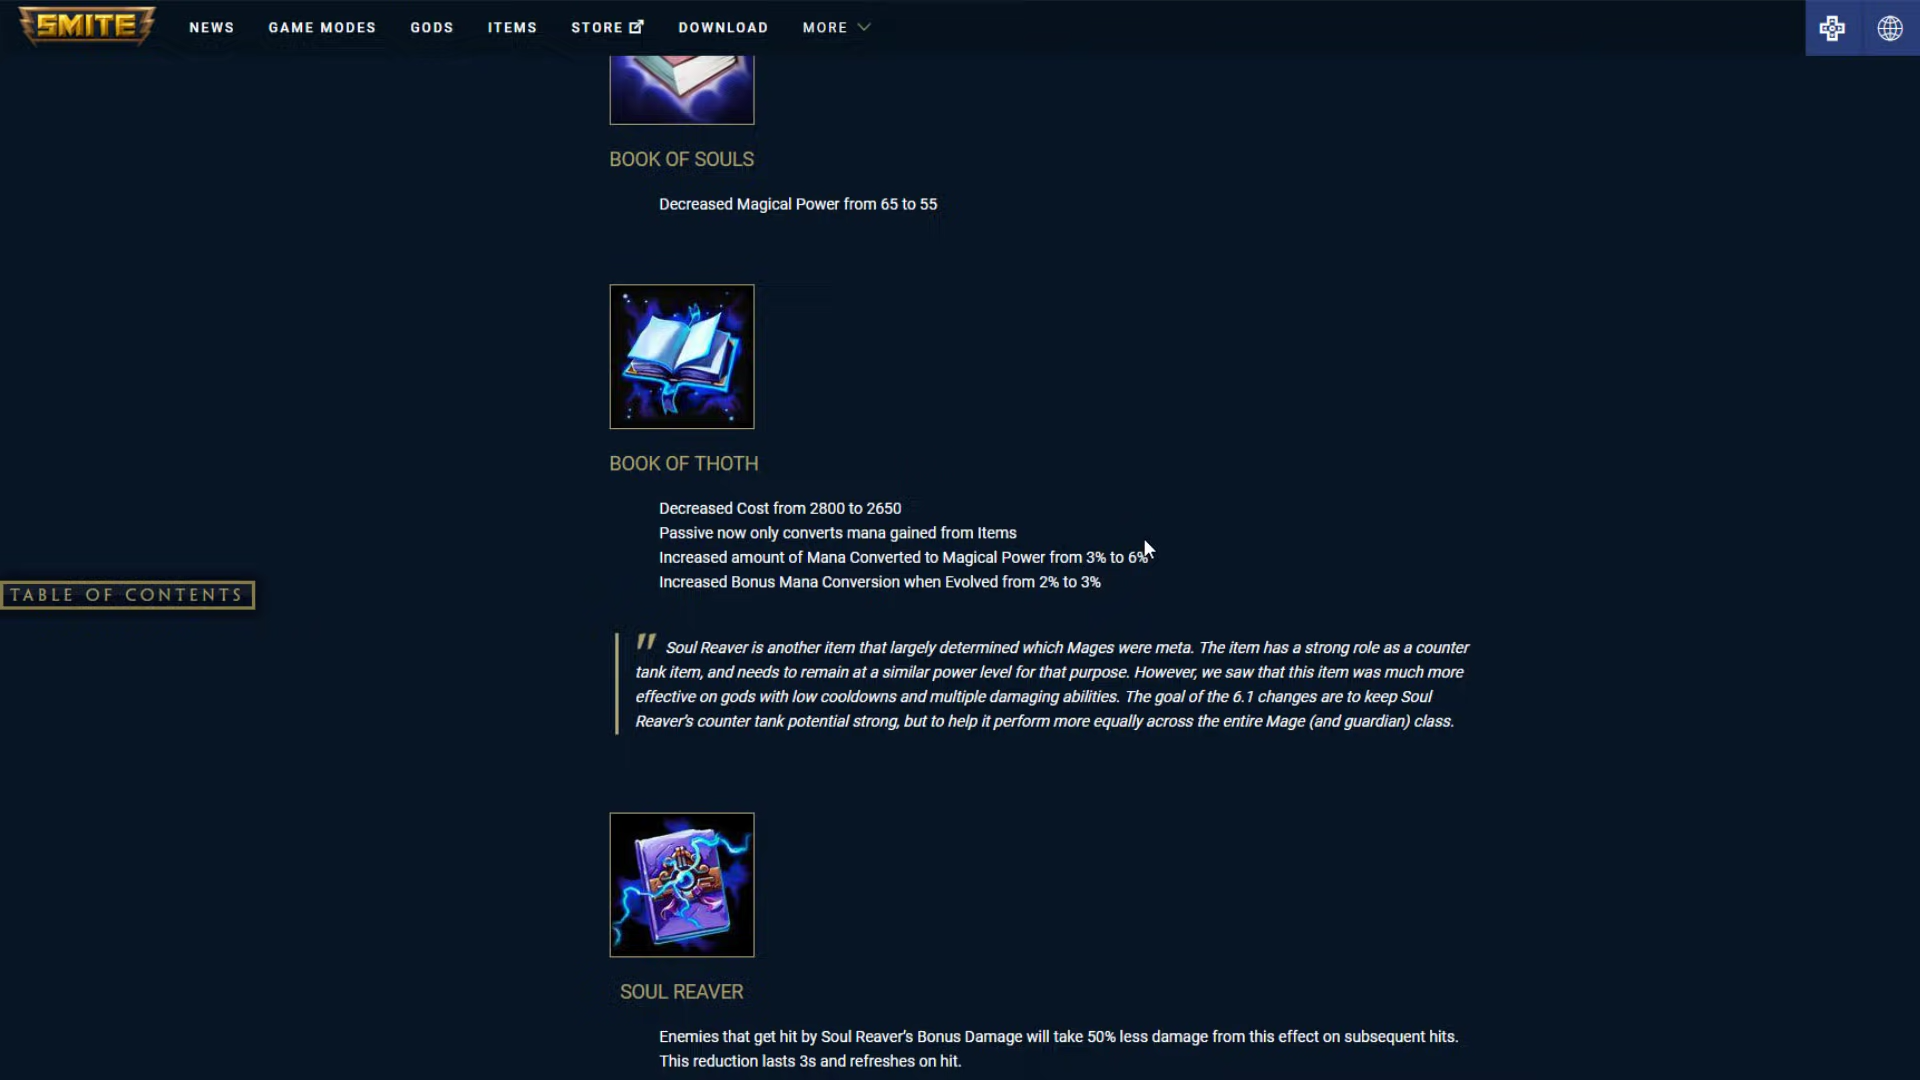 SMITE NEWS GAME MODES GODS ITEMS STORE DOWNLOAD MORE
BOOK OF SOULS
Decreased Magical Power from 65 to 55
BOOK OF THOTH
Decreased Cost from 2800 to 2650
Passive now only converts mana gained from Items
Increased amount of Mana Converted to Magical Power from 3% to 6%
Increased Bonus Mana Conversion when Evolved from 2% to 3%
TABLE OF CONTENTS
" Soul Reaver is another item that largely determined which Mages were meta. The item has a strong role as a counter
tank item, and needs to remain at a similar power level for that purpose. However, we saw that this item was much more
effective on gods with low cooldowns and multiple damaging abilities. The goal of the 6.1 changes are to keep Soul
Reaver's counter tank potential strong, but to help it perform more equally across the entire Mage (and guardian) class.
SOUL REAVER
Enemies that get hit by Soul Reaver's Bonus Damage will take 50% less damage from this effect on subsequent hits.
This reduction lasts 3s and refreshes on hit.